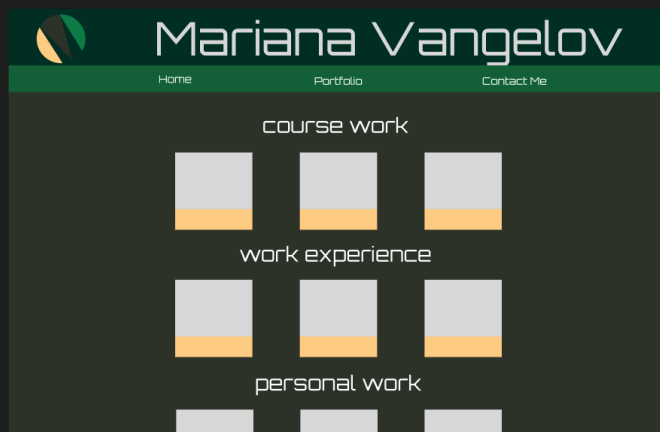 Mariana Vangelov
Home Portfolio Contact Me
course work
work experience
personal work